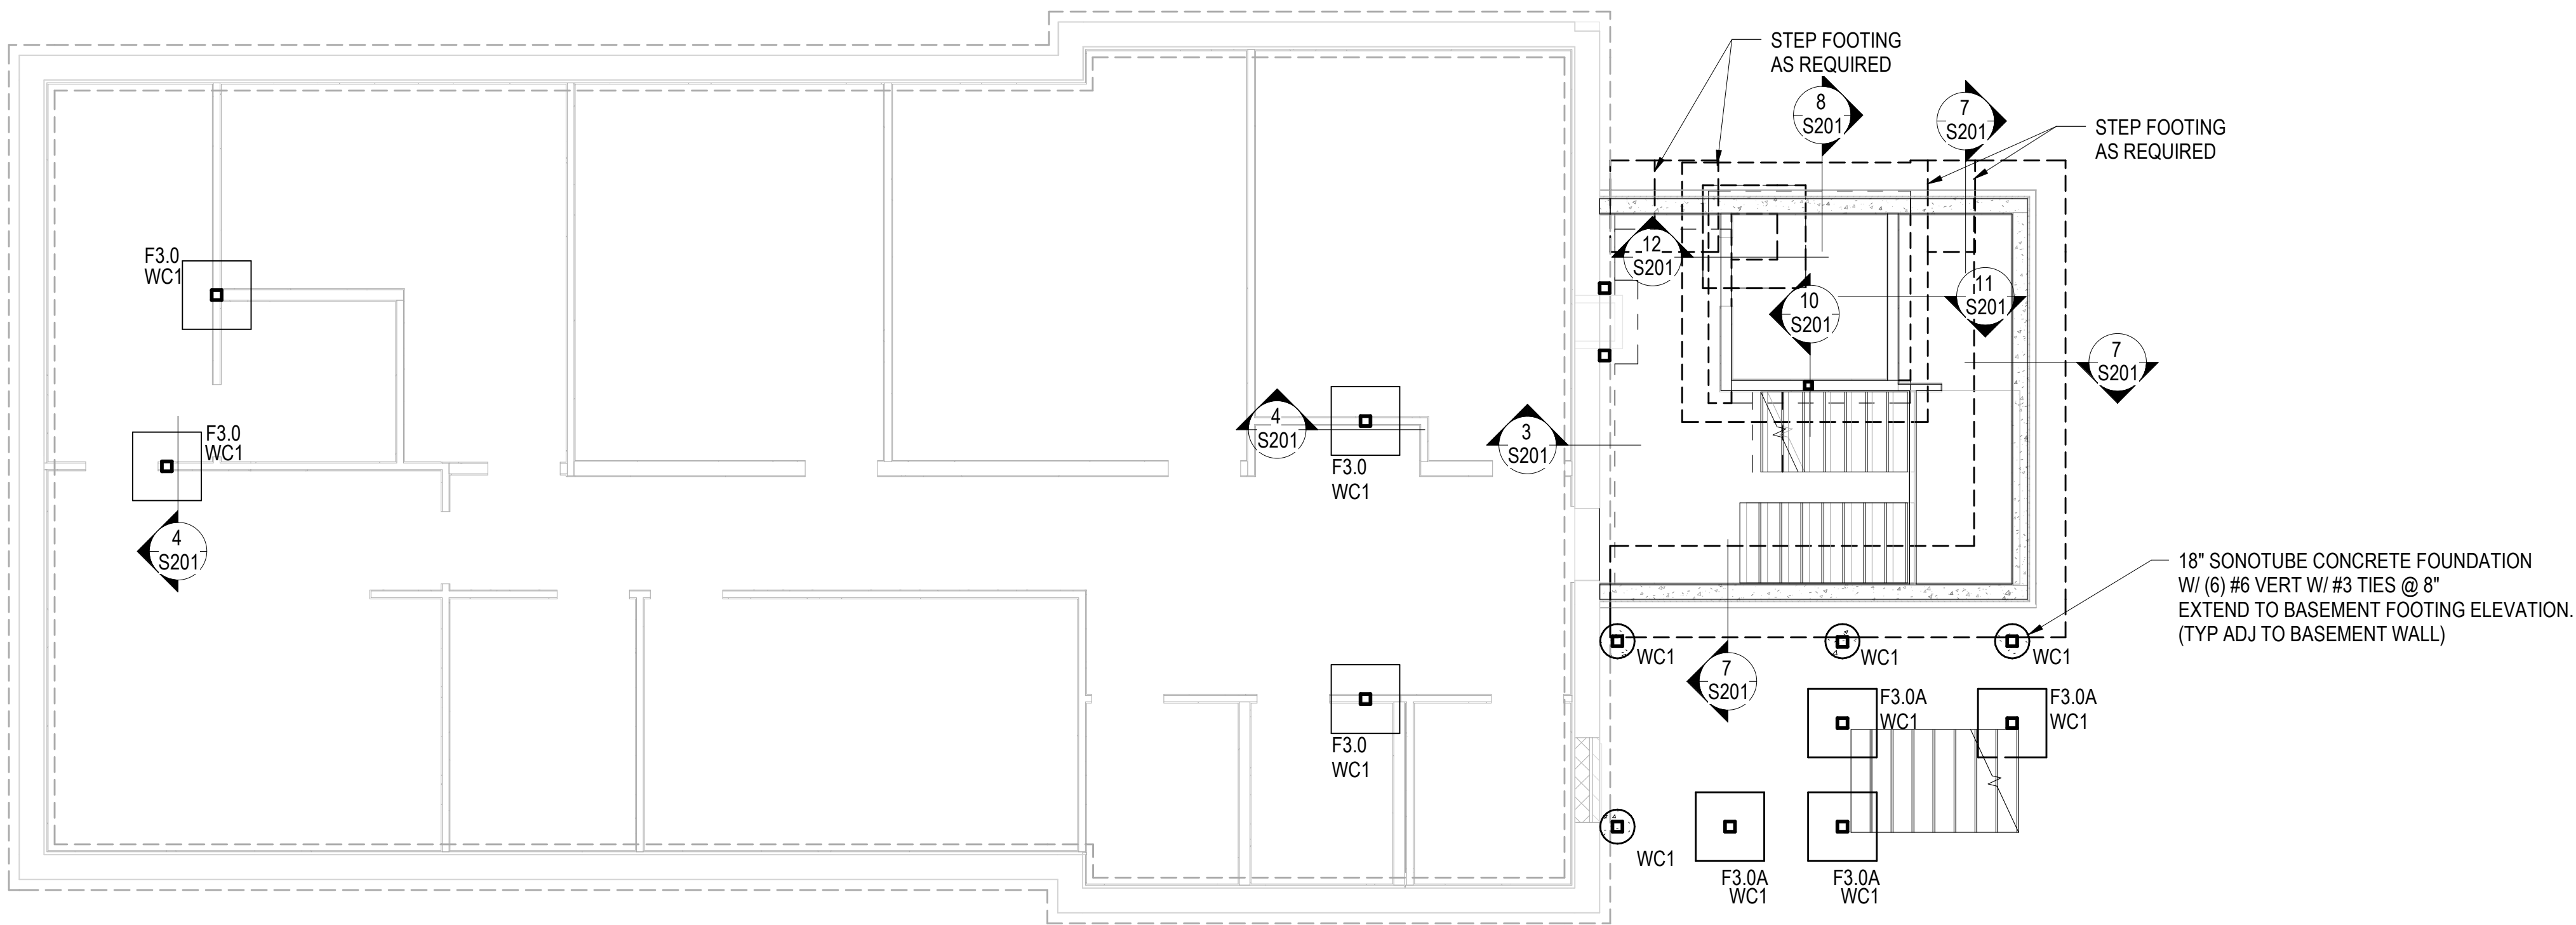 STEP FOOTING
AS REQUIRED
8
S201
7
S201
STEP FOOTING
AS REQUIRED
F3.0
WC1
12
S201
10
S201
11
S201
7
S201
F3.0
WC1
4
S201
4
S201
F3.0
WC1
3
S201
18" SONOTUBE CONCRETE FOUNDATION
W/ (6) #6 VERT W/ #3 TIES @ 8"
EXTEND TO BASEMENT FOOTING ELEVATION.
(TYP ADJ TO BASEMENT WALL)
WC1
WC1
WC1
7
S201
F3.0A
WC1
F3.0A
WC1
F3.0
WC1
WC1
F3.0A
WC1
F3.0A
WC1